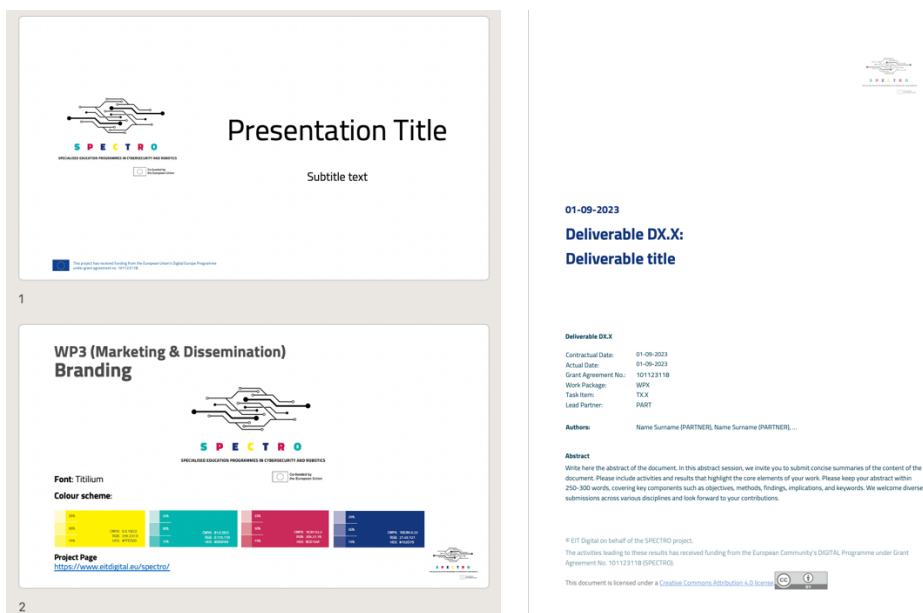 SPECTRO
SPECIALISED EDUCATION PROGRAMMES IN CYBERSECURITY AND ROBOTICS
Co-funded by
the European Union
Presentation Title
Subtitle text
This project has received funding from the European Union's Digital Europe Programme
under grant agreement no. 101123118
1
WP3 (Marketing & Dissemination)
Branding
SPECTRO
SPECIALISED EDUCATION PROGRAMMES IN CYBERSECURITY AND ROBOTICS
Co-funded by
the European Union
Font: Titilium
Colour scheme:
Project Page
https://www.eitdigital.eu/spectro/
SPECTRO
2
SPECTRO
01-09-2023
Deliverable DX.X:
Deliverable title
Deliverable DX.X
Contractual Date: 01-09-2023
Actual Date: 01-09-2023
Grant Agreement No.: 101123118
Work Package: WPX
Task Item: TX.X
Lead Partner: PART
Authors: Name Surname (PARTNER), Name Surname (PARTNER), ...
Abstract
Write here the abstract of the document. In this abstract session, we invite you to submit concise summaries of the content of the
document. Please include activities and results that highlight the core elements of your work. Please keep your abstract within
250-300 words, covering key components such as objectives, methods, findings, implications, and keywords. We welcome diverse
submissions across various disciplines and look forward to your contributions.
© EIT Digital on behalf of the SPECTRO project.
The activities leading to these results has received funding from the European Community's DIGITAL Programme under Grant
Agreement No. 101123118 (SPECTRO).
This document is licensed under a Creative Commons Attribution 4.0 license.
CC
BY